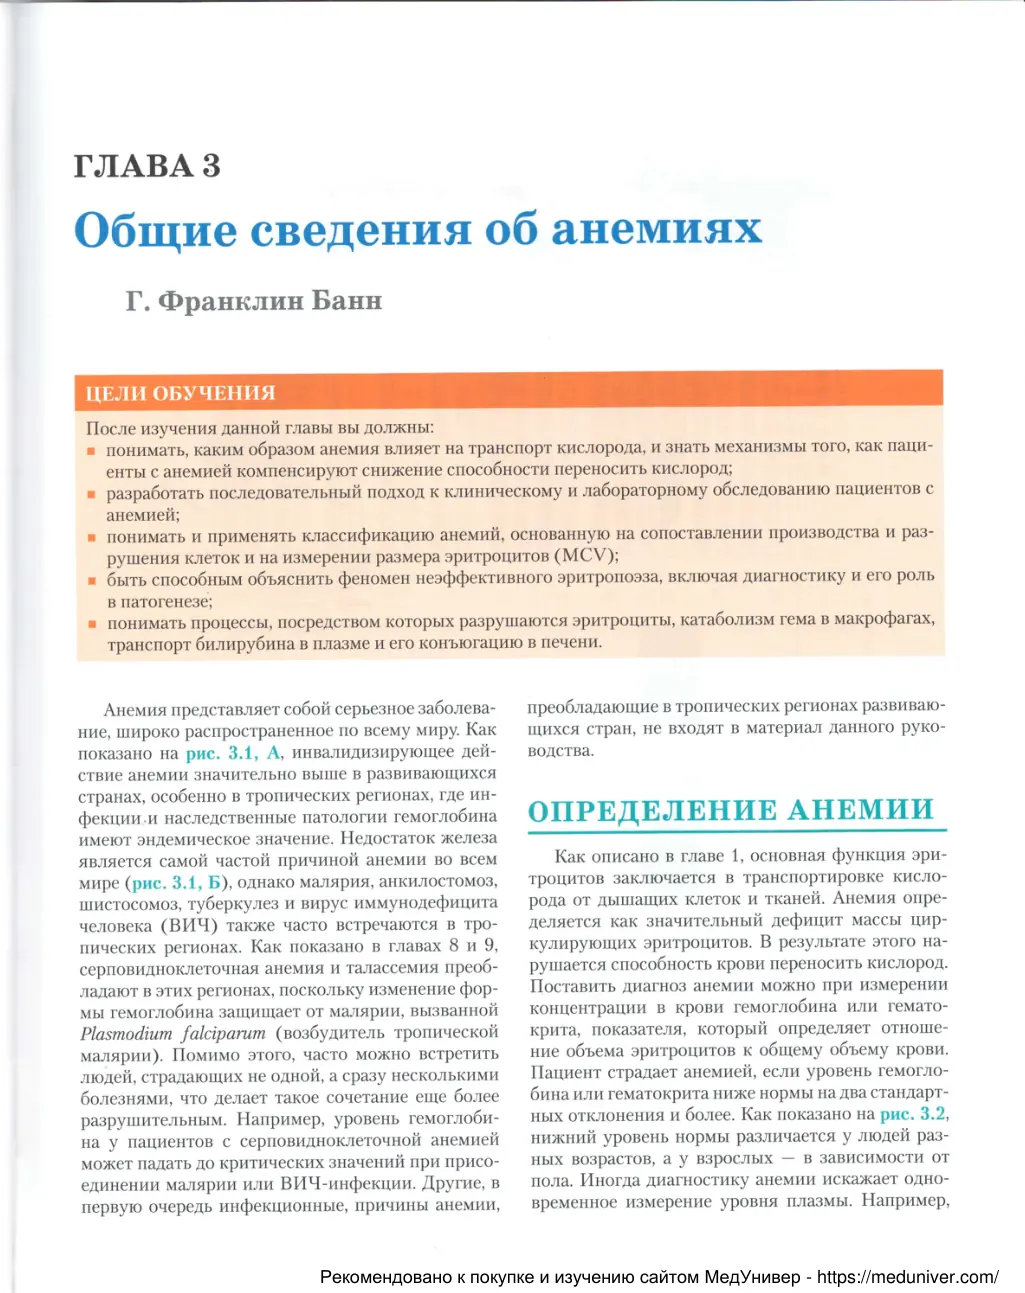 ГЛАВА 3
Общие сведения об анемиях
Г. Франклин Банн
ЦЕЛИ ОБУЧЕНИЯ
После изучения данной главы вы должны:
■ понимать, каким образом анемия влияет на транспорт кислорода, и знать механизмы того, как паци-
енты с анемией компенсируют снижение способности переносить кислород;
■ разработать последовательный подход к клиническому и лабораторному обследованию пациентов с
анемией;
■ понимать и применять классификацию анемий, основанную на сопоставлении производства и раз-
рушения клеток и на измерении размера эритроцитов (MCV);
■ быть способным объяснить феномен неэффективного эритропоэза, включая диагностику и его роль
в патогенезе;
■ понимать процессы, посредством которых разрушаются эритроциты, катаболизм гема в макрофагах,
транспорт билирубина в плазме и его конъюгацию в печени.
Анемия представляет собой серьезное заболева-
ние, широко распространенное по всему миру. Как
показано на рис. 3.1, А, инвалидизирующее дей-
ствие анемии значительно выше в развивающихся
странах, особенно в тропических регионах, где ин-
фекции и наследственные патологии гемоглобина
имеют эндемическое значение. Недостаток железа
является самой частой причиной анемии во всем
мире (рис. 3.1, Б), однако малярия, анкилостомоз,
шистосомоз, туберкулез и вирус иммунодефицита
человека (ВИЧ) также часто встречаются в тро-
пических регионах. Как показано в главах 8 и 9,
серповидноклеточная анемия и талассемия преоб-
ладают в этих регионах, поскольку изменение фор-
мы гемоглобина защищает от малярии, вызванной
Plasmodium falciparum (возбудитель тропической
малярии). Помимо этого, часто можно встретить
людей, страдающих не одной, а сразу несколькими
болезнями, что делает такое сочетание еще более
разрушительным. Например, уровень гемоглоби-
на у пациентов с серповидноклеточной анемией
может падать до критических значений при присо-
единении малярии или ВИЧ-инфекции. Другие, в
первую очередь инфекционные, причины анемии,
преобладающие в тропических регионах развиваю-
щихся стран, не входят в материал данного руко-
водства.
ОПРЕДЕЛЕНИЕ АНЕМИИ
Как описано в главе 1, основная функция эри-
троцитов заключается в транспортировке кисло-
рода от дышащих клеток и тканей. Анемия опре-
деляется как значительный дефицит массы цир-
кулирующих эритроцитов. В результате этого на-
рушается способность крови переносить кислород.
Поставить диагноз анемии можно при измерении
концентрации в крови гемоглобина или гемато-
крита, показателя, который определяет отноше-
ние объема эритроцитов к общему объему крови.
Пациент страдает анемией, если уровень гемогло-
бина или гематокрита ниже нормы на два стандарт-
ных отклонения и более. Как показано на рис. 3.2,
нижний уровень нормы различается у людей раз-
ных возрастов, а у взрослых — в зависимости от
пола. Иногда диагностику анемии искажает одно-
временное измерение уровня плазмы. Например,
Рекомендовано к покупке и изучению сайтом МедУнивер - https://meduniver.com/